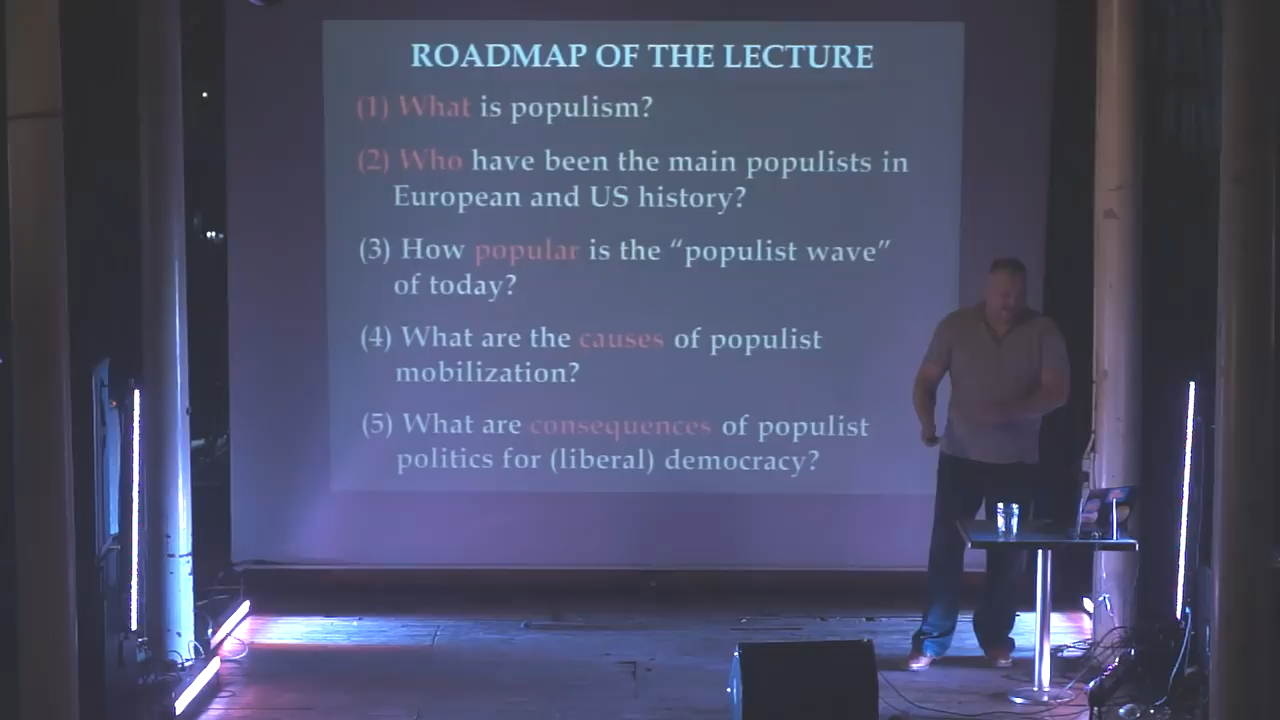 ROADMAP OF THE LECTURE
(1) What is populism?
(2) Who have been the main populists in
European and US history?
(3) How popular is the “populist wave”
of today?
(4) What are the causes of populist
mobilization?
(5) What are consequences of populist
politics for (liberal) democracy?